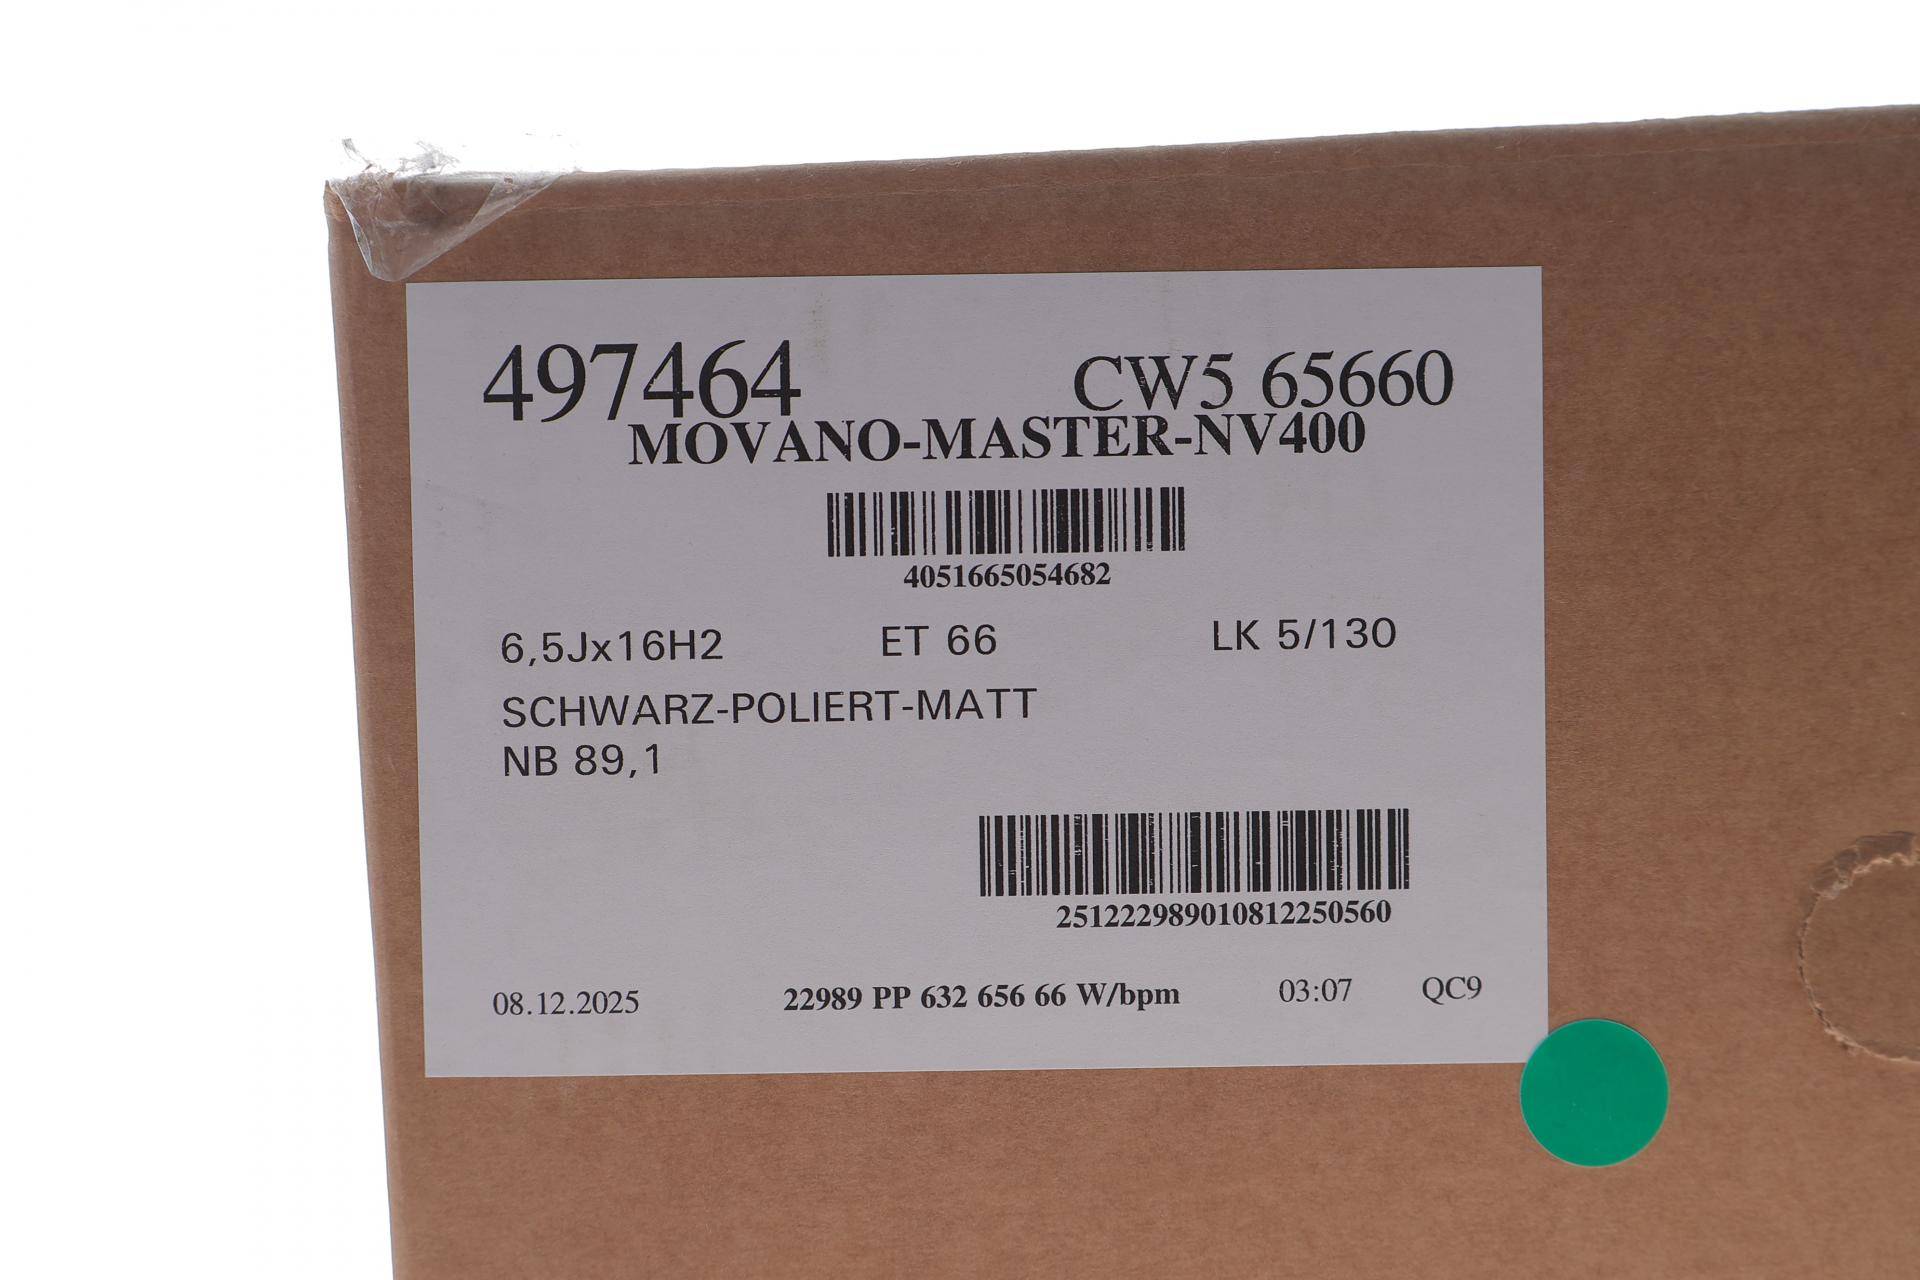 497464 CW5 65660
MOVANO-MASTER-NV400
4051665054682
6,5Jx16H2 ET 66 LK 5/130
SCHWARZ-POLIERT-MATT
NB 89,1
251222989010812250560
08.12.2025 22989 PP 632 656 66 W/bpm 03:07 QC9